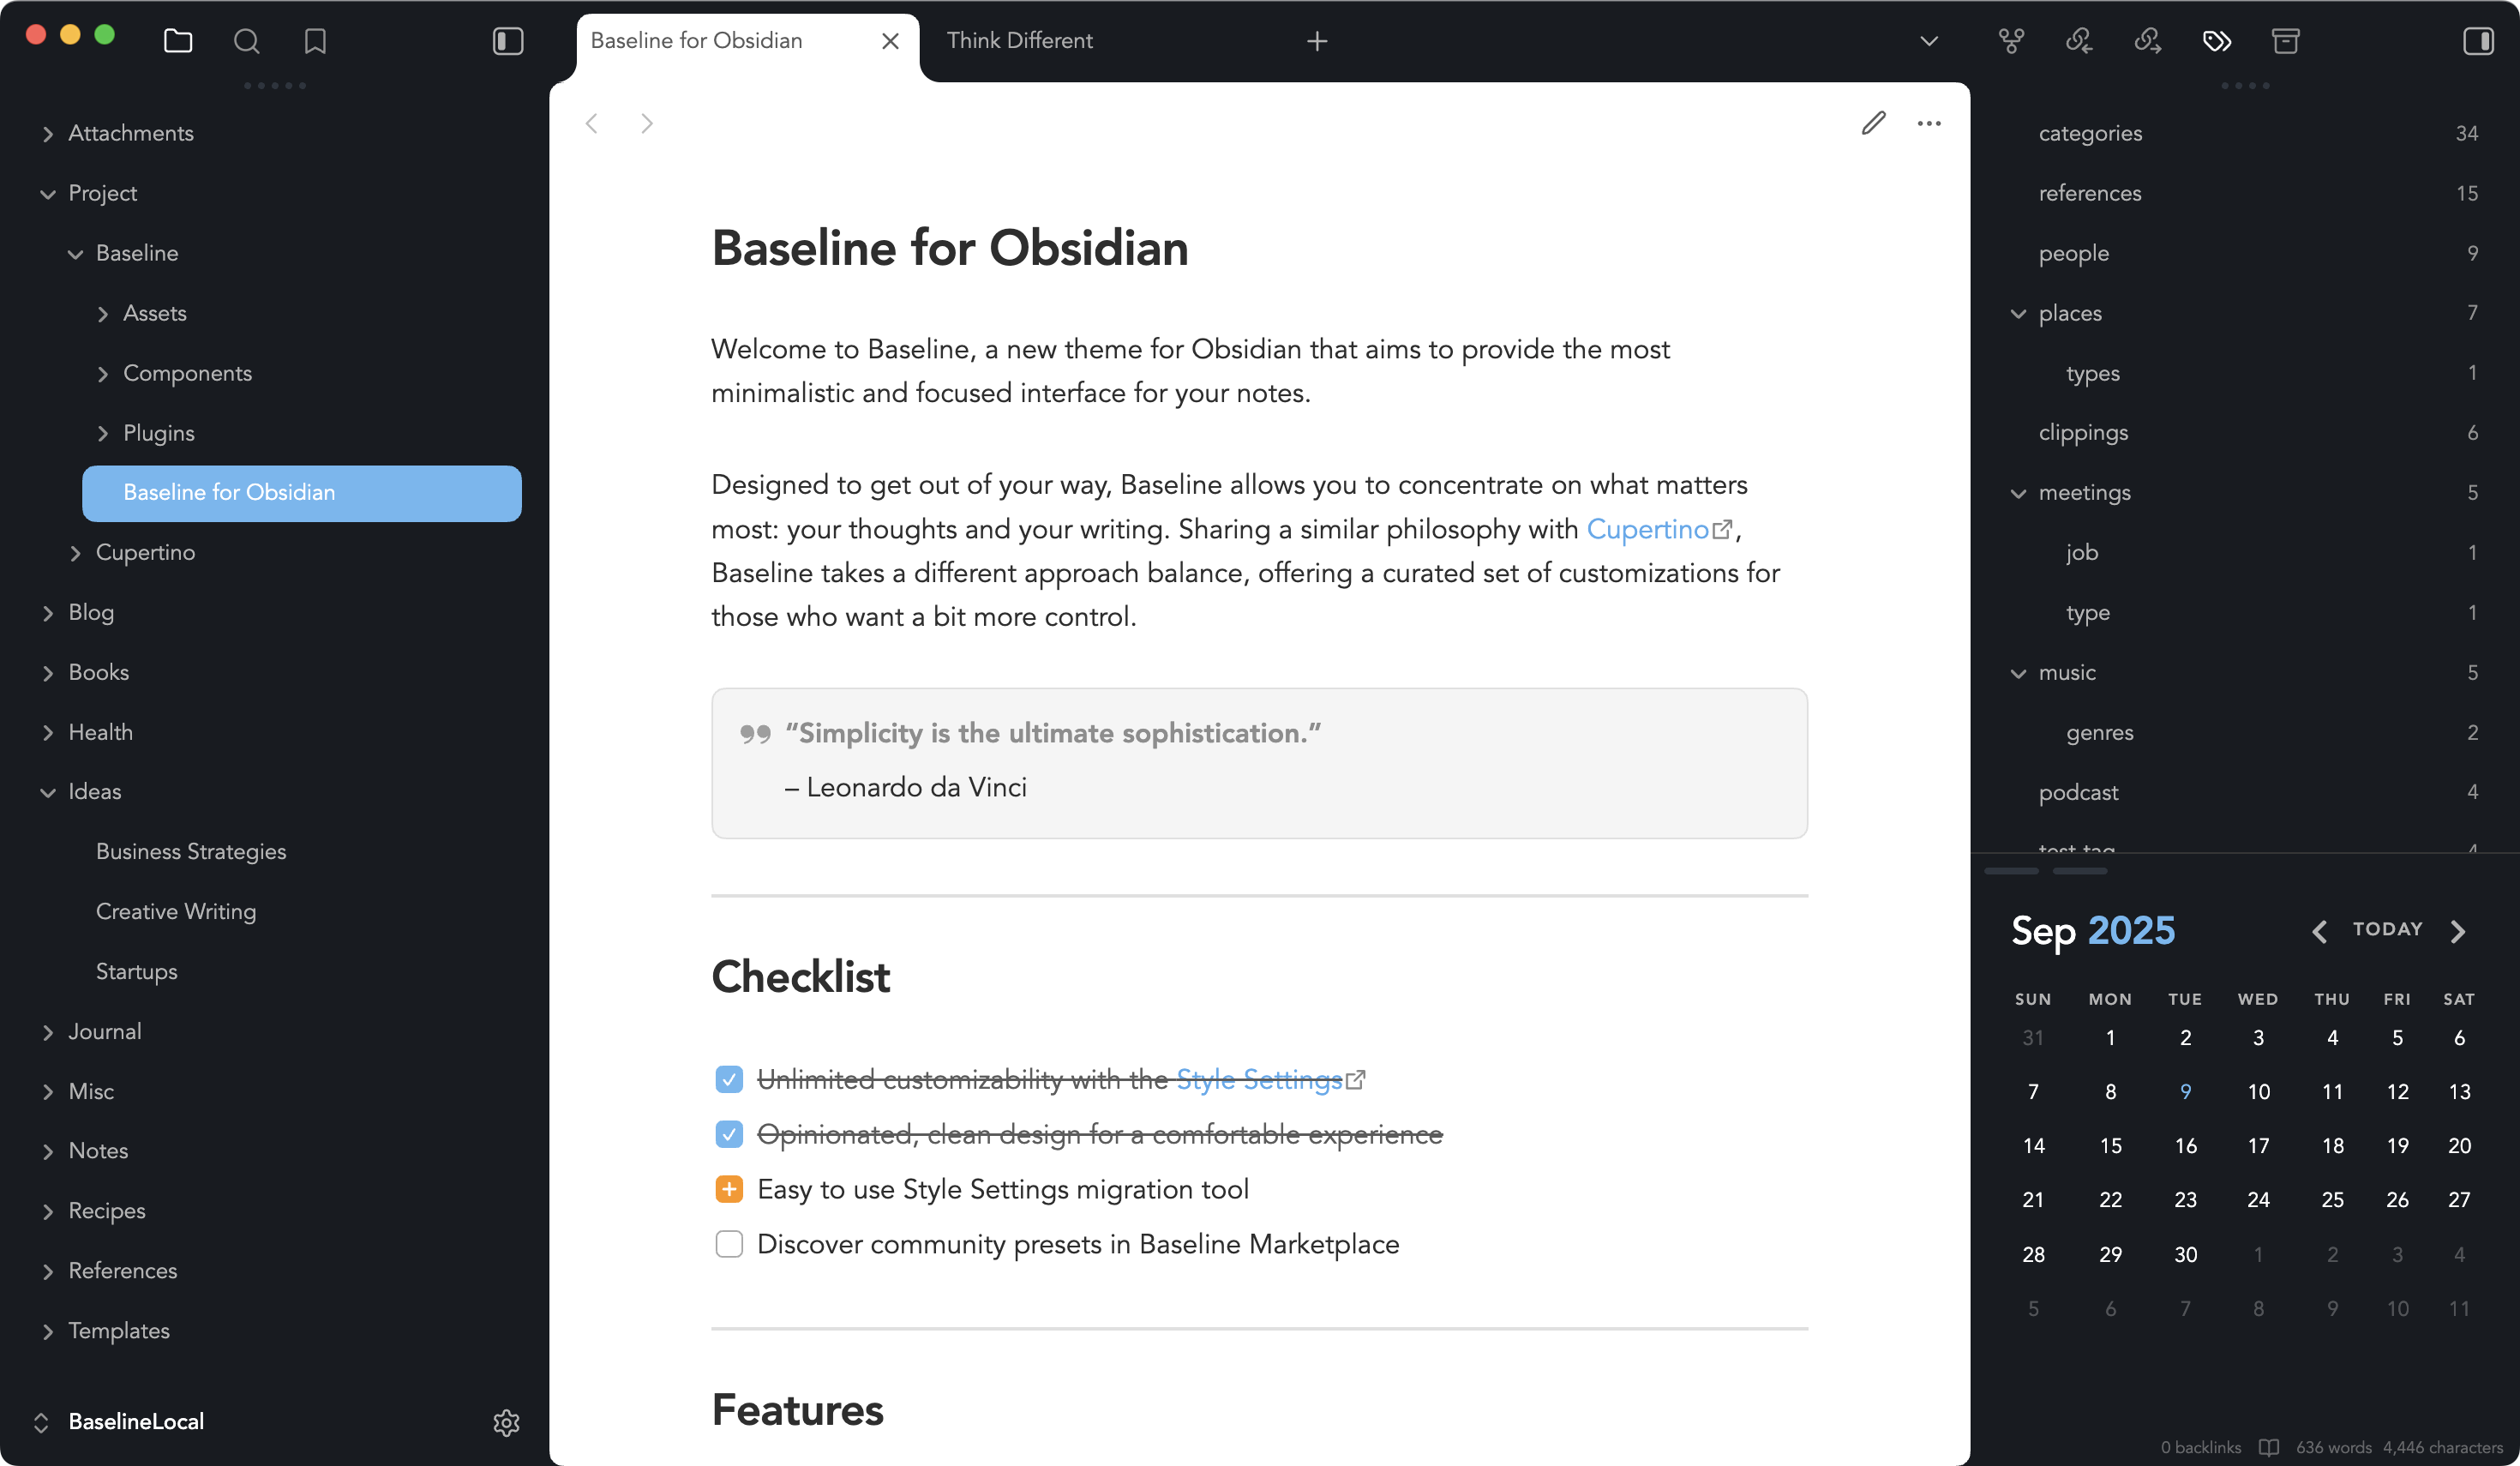 Baseline for Obsidian
Think Different
Attachments
Project
Baseline
Assets
Components
Plugins
Baseline for Obsidian
Cupertino
Blog
Books
Health
Ideas
Business Strategies
Creative Writing
Startups
Journal
Misc
Notes
Recipes
References
Templates
BaselineLocal
Baseline for Obsidian
Welcome to Baseline, a new theme for Obsidian that aims to provide the most
minimalistic and focused interface for your notes.
Designed to get out of your way, Baseline allows you to concentrate on what matters
most: your thoughts and your writing. Sharing a similar philosophy with Cupertino,
Baseline takes a different approach balance, offering a curated set of customizations for
those who want a bit more control.
“Simplicity is the ultimate sophistication.”
– Leonardo da Vinci
Checklist
Unlimited customizability with the Style Settings
Opinionated, clean design for a comfortable experience
Easy to use Style Settings migration tool
Discover community presets in Baseline Marketplace
Features
categories 34
references 15
people 9
places 7
types 1
clippings 6
meetings 5
job 1
type 1
music 5
genres 2
podcast 4
test-tag 4
Sep 2025 TODAY
SUN MON TUE WED THU FRI SAT
31 1 2 3 4 5 6
7 8 9 10 11 12 13
14 15 16 17 18 19 20
21 22 23 24 25 26 27
28 29 30 1 2 3 4
5 6 7 8 9 10 11
0 backlinks 636 words 4,446 characters